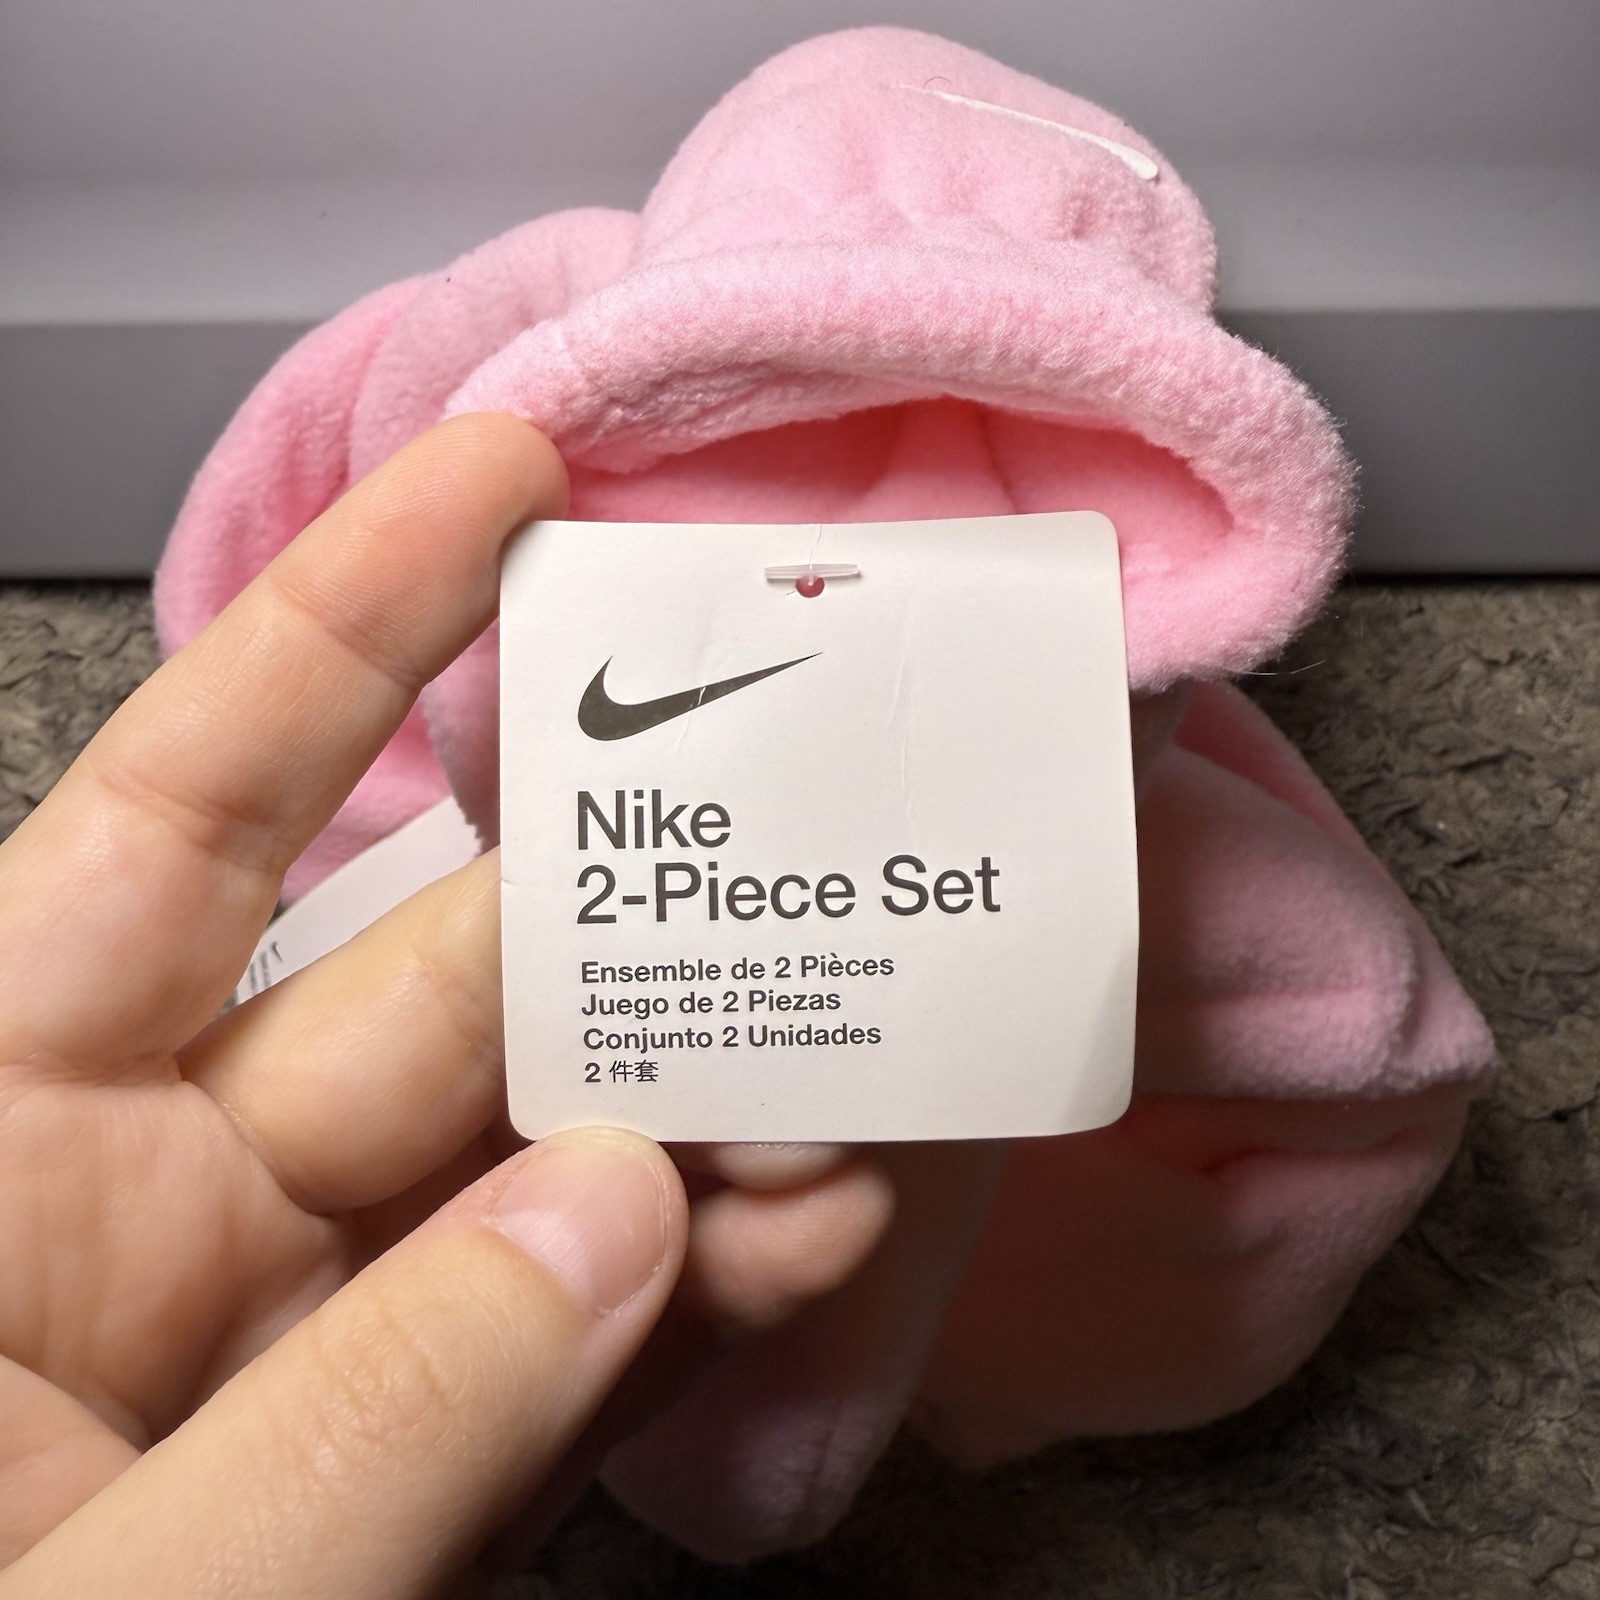 Nike
2-Piece Set
Ensemble de 2 Pièces
Juego de 2 Piezas
Conjunto 2 Unidades
2 件套